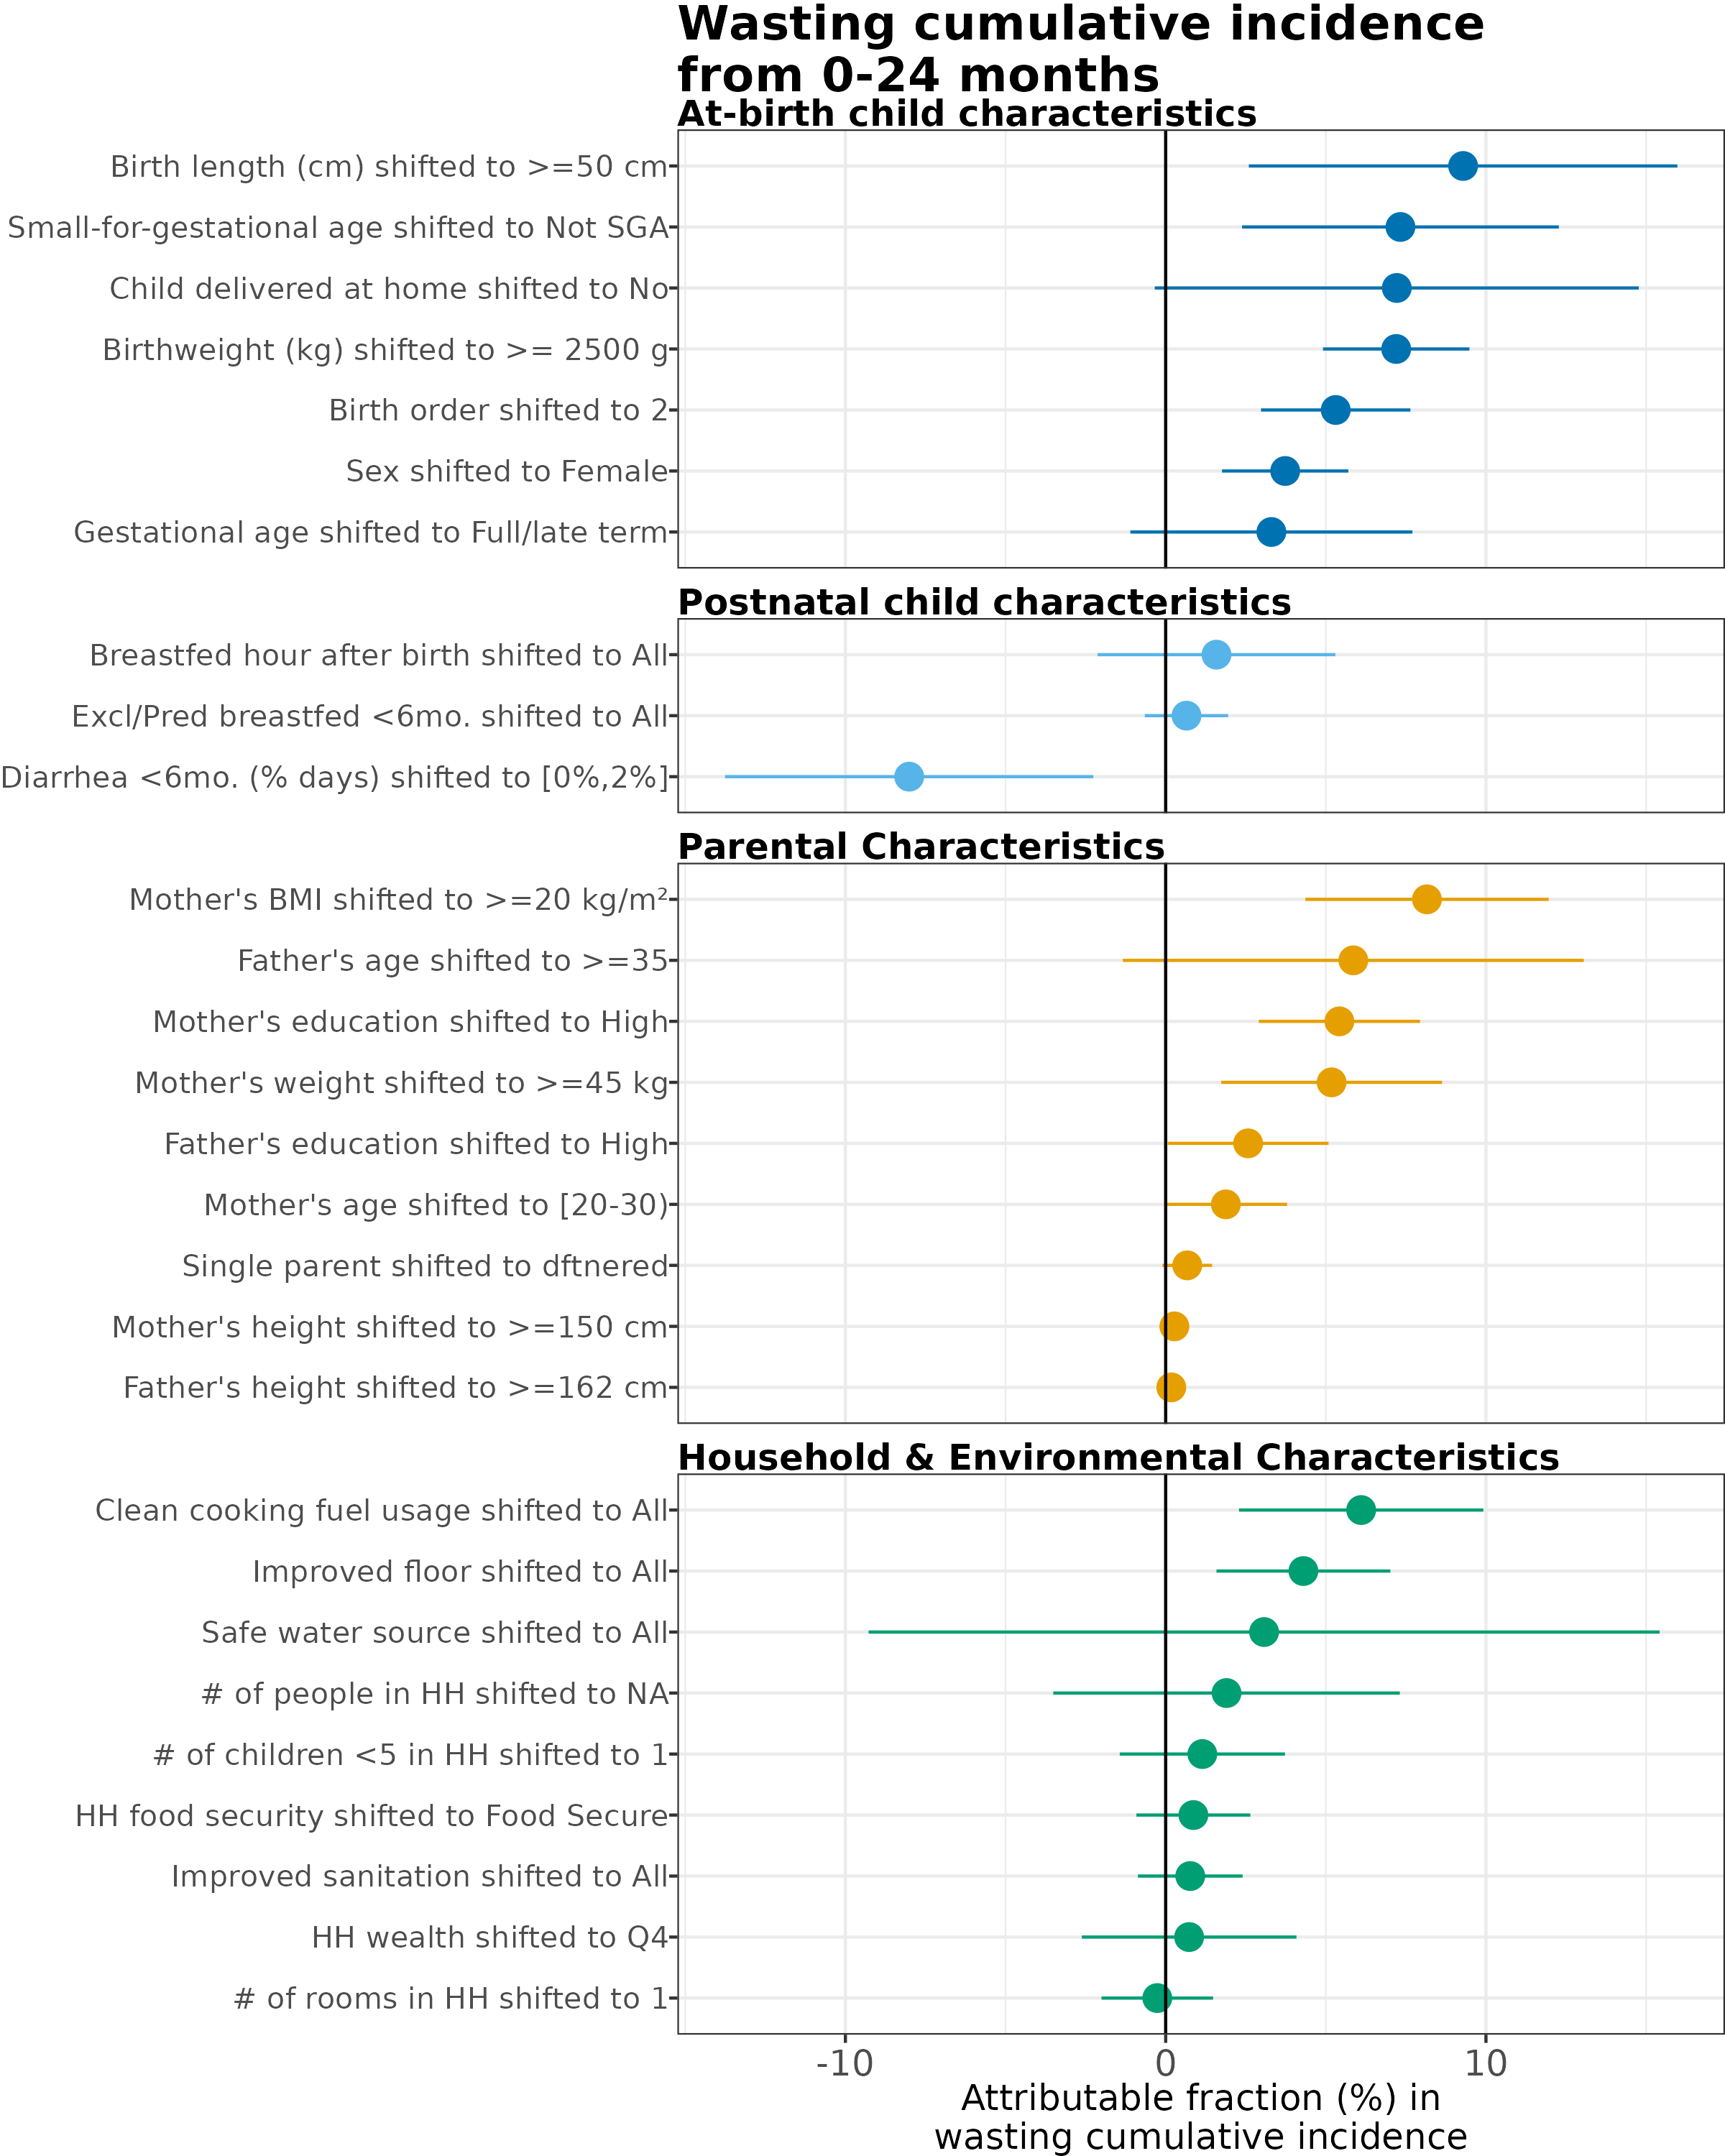 Wasting cumulative incidence
from 0-24 months
At-birth child characteristics
Birth length (cm) shifted to >=50 cm
Small-for-gestational age shifted to Not SGA
Child delivered at home shifted to No
Birthweight (kg) shifted to >= 2500 g
Birth order shifted to 2
Sex shifted to Female
Gestational age shifted to Full/late term
Postnatal child characteristics
Breastfed hour after birth shifted to All
Excl/Pred breastfed <6mo. shifted to All
Diarrhea <6mo. (% days) shifted to [0%,2%]
Parental Characteristics
Mother's BMI shifted to >=20 kg/m²
Father's age shifted to >=35
Mother's education shifted to High
Mother's weight shifted to >=45 kg
Father's education shifted to High
Mother's age shifted to [20-30)
Single parent shifted to dftnered
Mother's height shifted to >=150 cm
Father's height shifted to >=162 cm
Household & Environmental Characteristics
Clean cooking fuel usage shifted to All
Improved floor shifted to All
Safe water source shifted to All
# of people in HH shifted to NA
# of children <5 in HH shifted to 1
HH food security shifted to Food Secure
Improved sanitation shifted to All
HH wealth shifted to Q4
# of rooms in HH shifted to 1
-10 0 10
Attributable fraction (%) in
wasting cumulative incidence